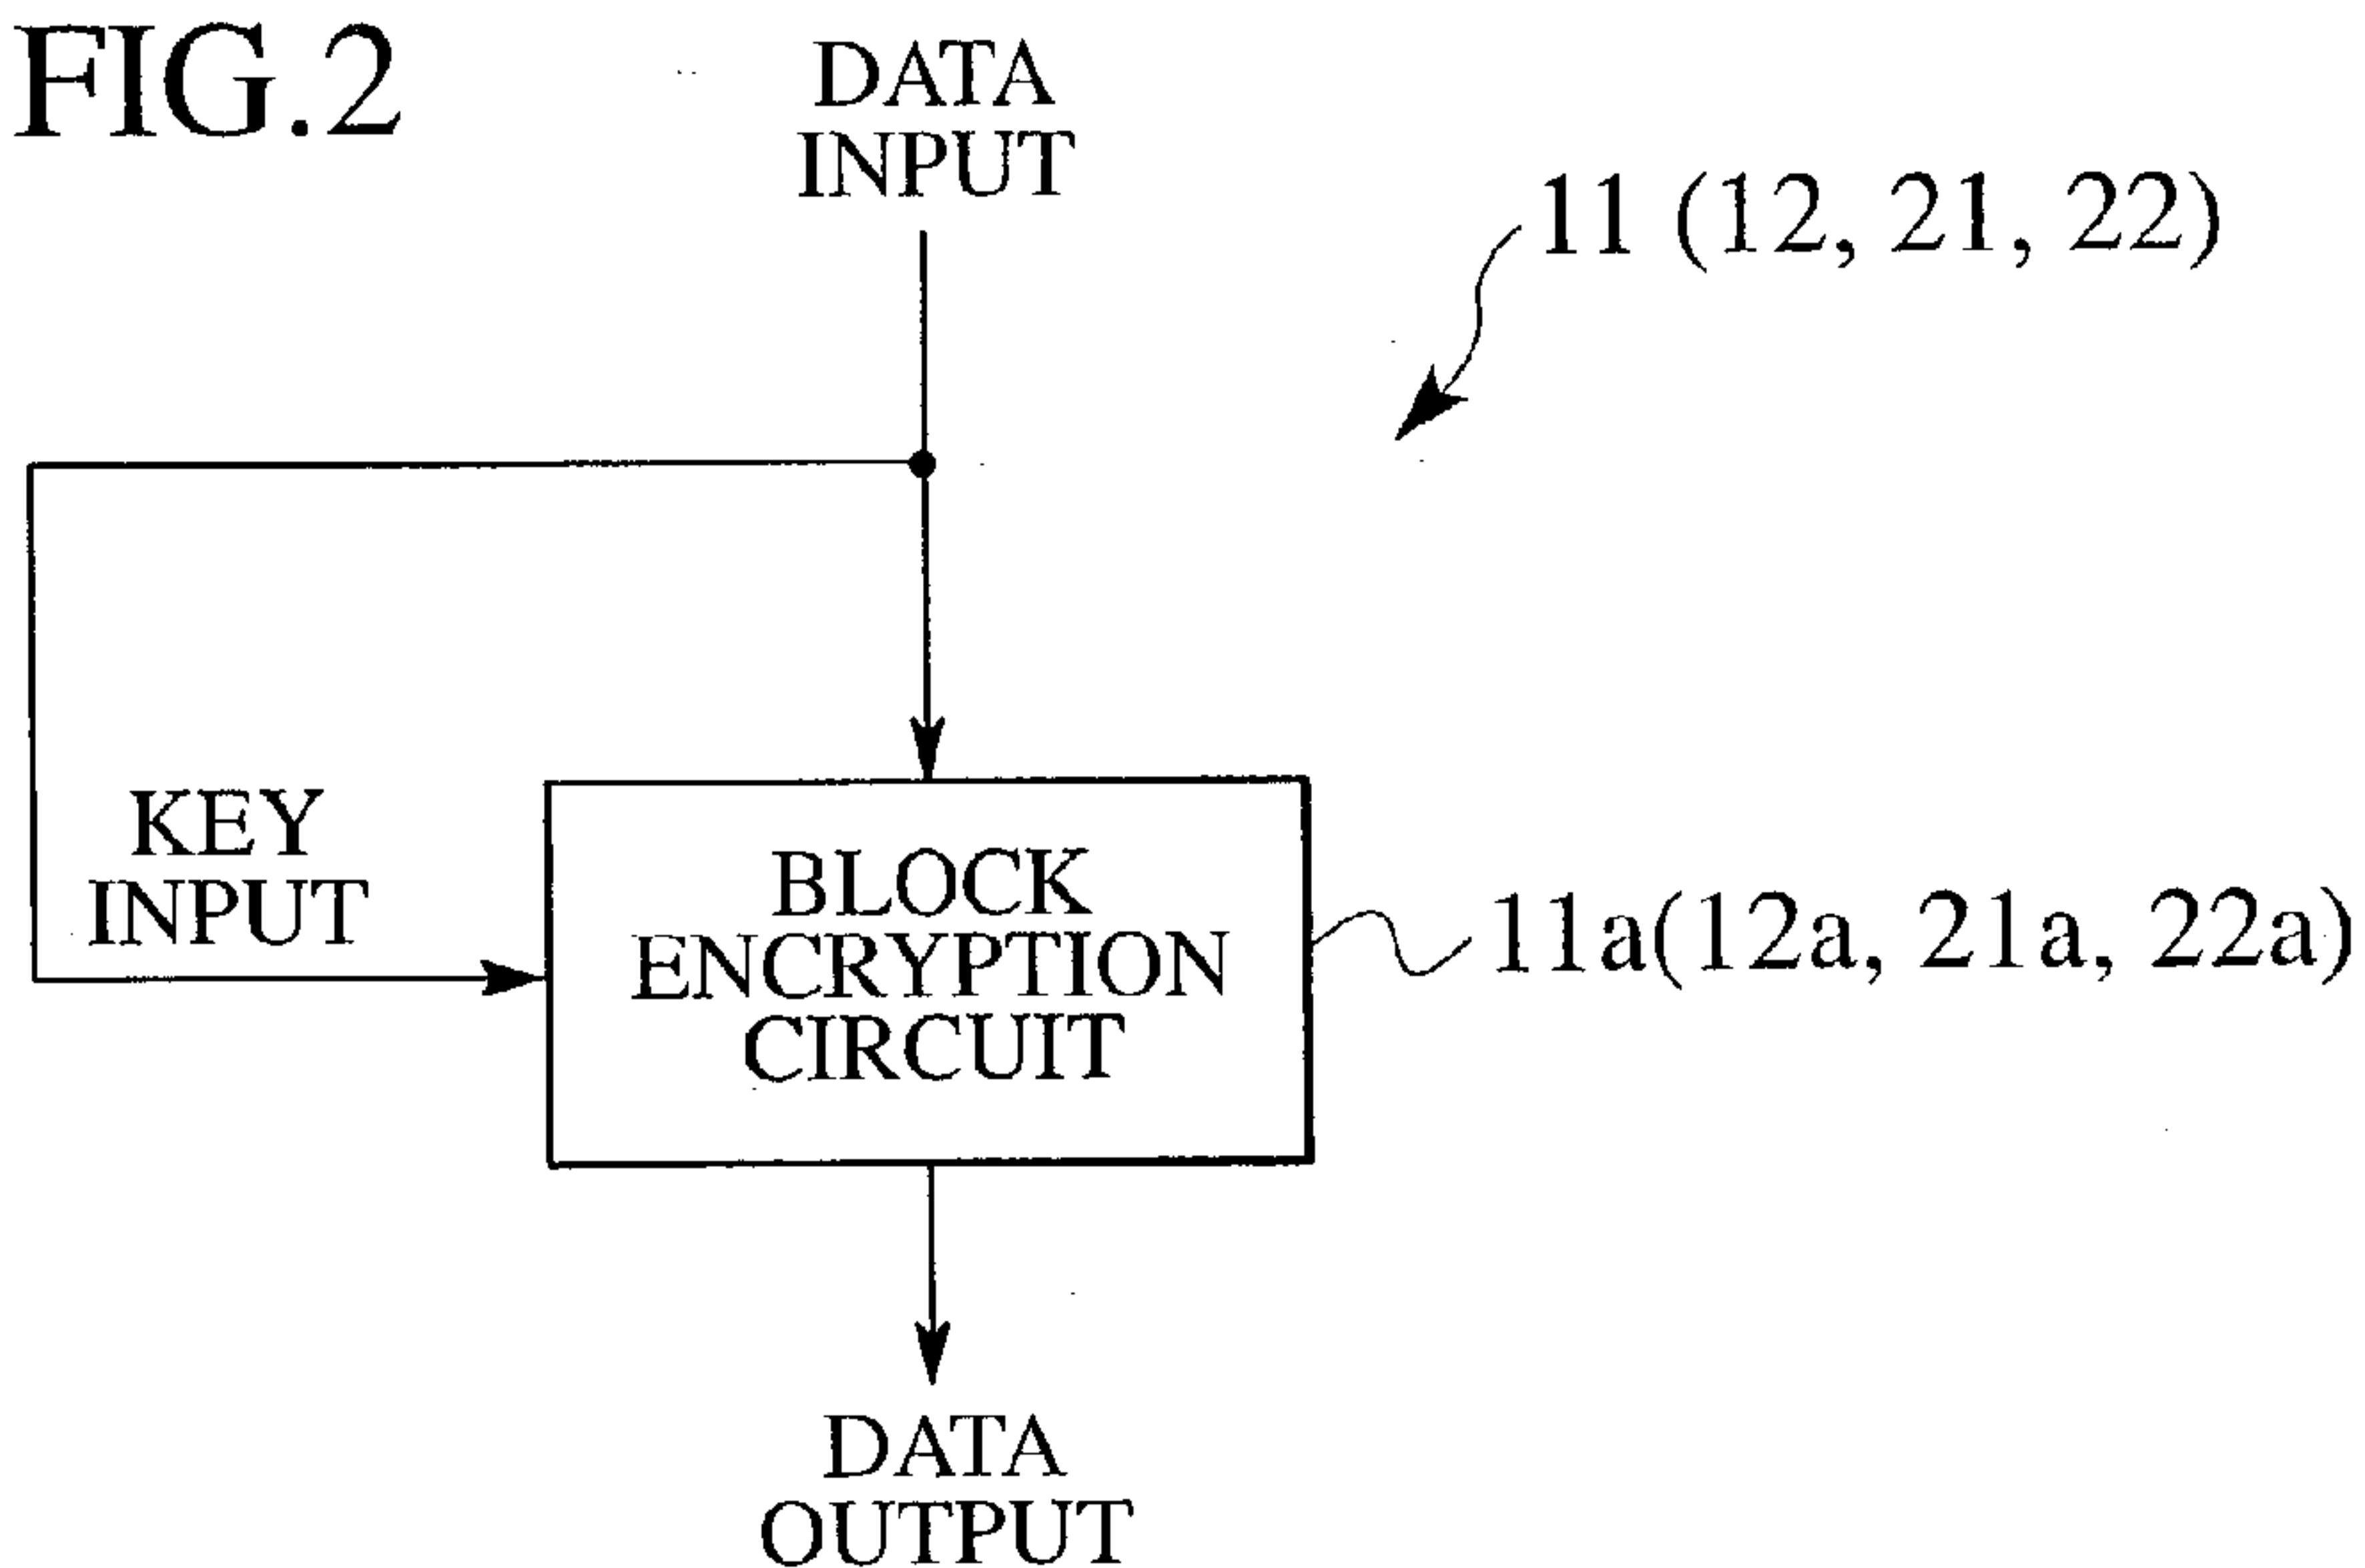 FIG.2
DATA
INPUT
11 (12, 21, 22)
KEY
INPUT
BLOCK
ENCRYPTION
CIRCUIT
11a(12a, 21a, 22a)
DATA
OUTPUT